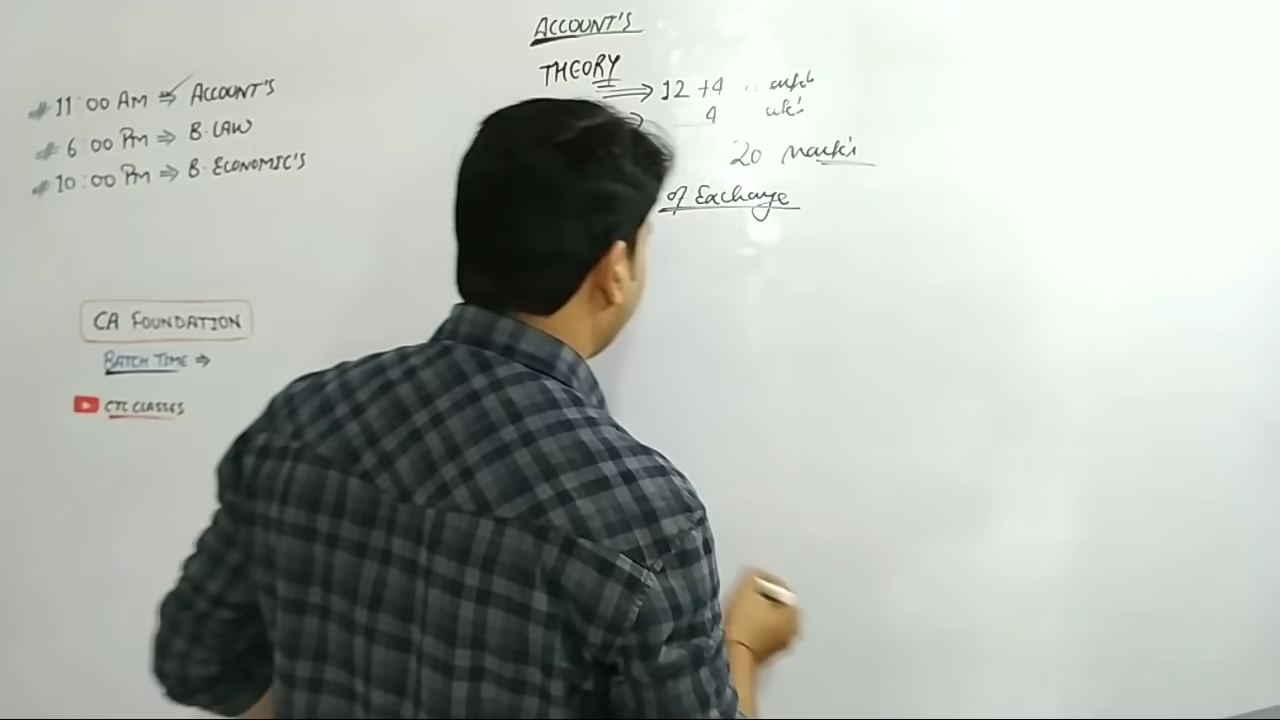 ACCOUNT'S
THEORY
12 + 4
4
20 Mark's
of Exchange
# 11:00 AM ⇒ ACCOUNT'S
# 6:00 PM ⇒ B. LAW
# 10:00 PM ⇒ B. ECONOMIC'S
CA FOUNDATION
BATCH TIME ⇒
CTC CLASSES